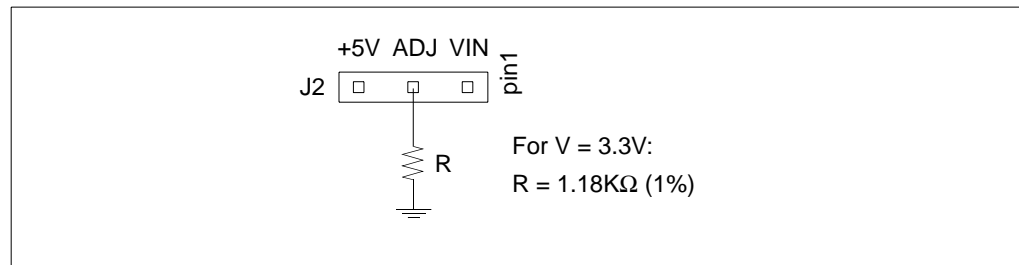 +5V ADJ VIN
pin1
J2
R
For V = 3.3V:
R = 1.18KΩ (1%)